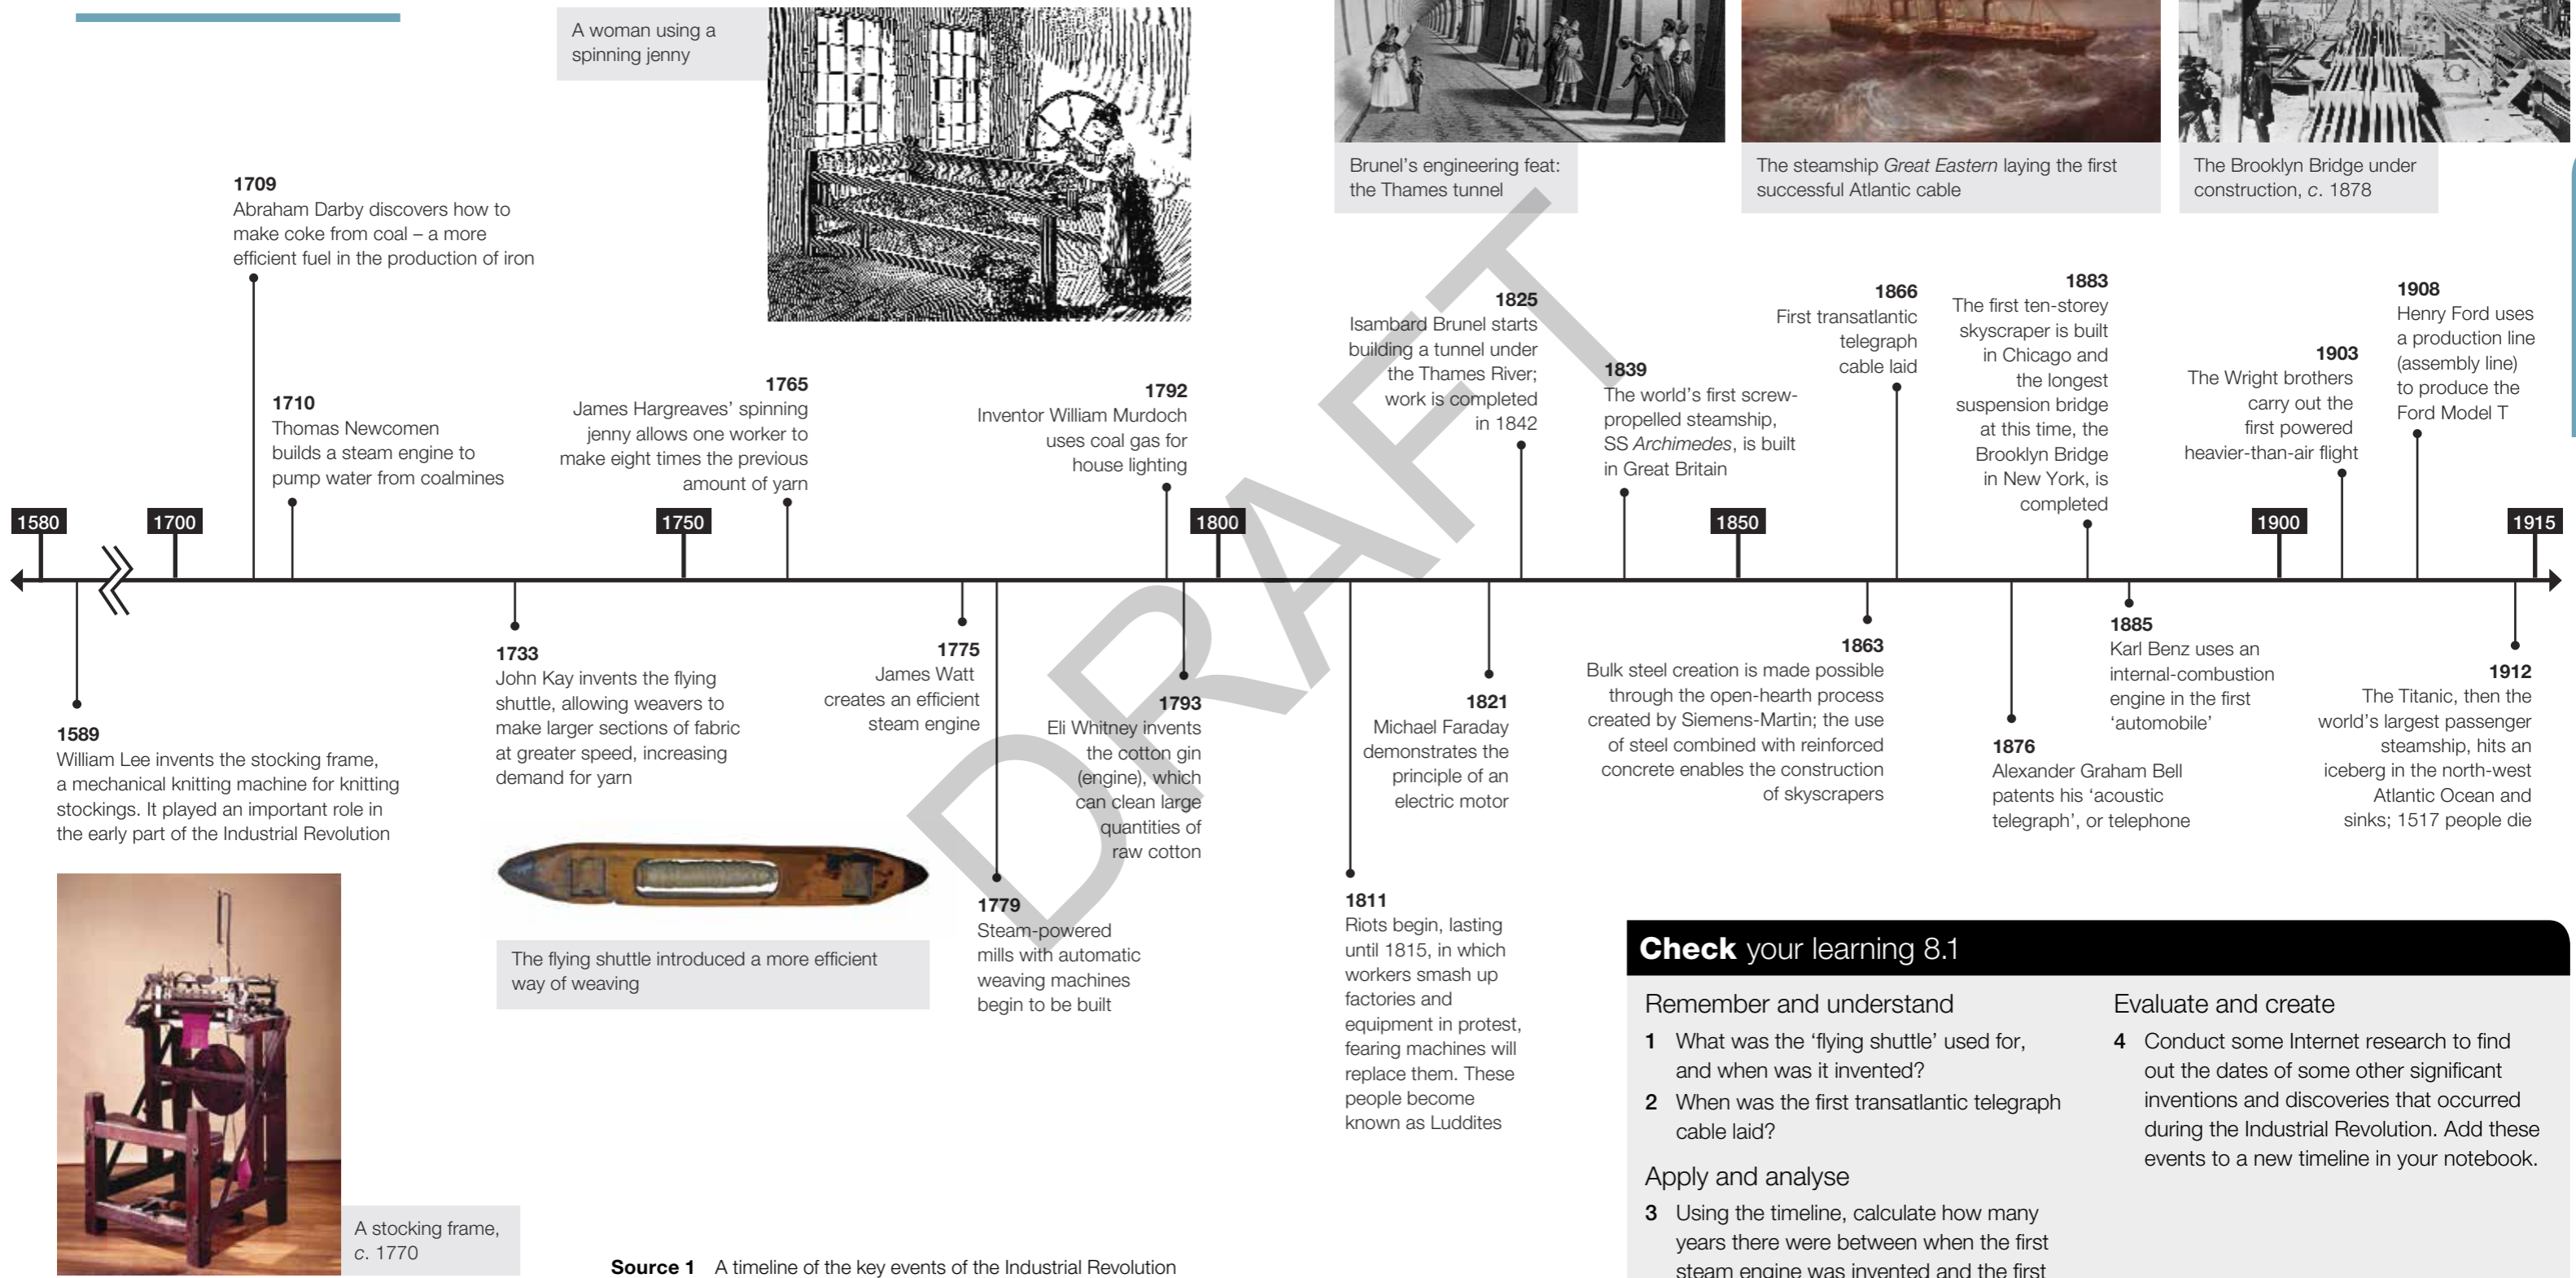 A woman using a
spinning jenny
Brunel's engineering feat:
the Thames tunnel
The steamship Great Eastern laying the first
successful Atlantic cable
The Brooklyn Bridge under
construction, c. 1878
1709
Abraham Darby discovers how to
make coke from coal – a more
efficient fuel in the production of iron
1710
Thomas Newcomen
builds a steam engine to
pump water from coalmines
1765
James Hargreaves' spinning
jenny allows one worker to
make eight times the previous
amount of yarn
1792
Inventor William Murdoch
uses coal gas for
house lighting
1825
Isambard Brunel starts
building a tunnel under
the Thames River;
work is completed
in 1842
1839
The world's first screw-
propelled steamship,
SS Archimedes, is built
in Great Britain
1866
First transatlantic
telegraph
cable laid
1883
The first ten-storey
skyscraper is built
in Chicago and
the longest
suspension bridge
at this time, the
Brooklyn Bridge
in New York, is
completed
1903
The Wright brothers
carry out the
first powered
heavier-than-air flight
1908
Henry Ford uses
a production line
(assembly line)
to produce the
Ford Model T
1580
1700
1750
1800
1850
1900
1915
1589
William Lee invents the stocking frame,
a mechanical knitting machine for knitting
stockings. It played an important role in
the early part of the Industrial Revolution
1733
John Kay invents the flying
shuttle, allowing weavers to
make larger sections of fabric
at greater speed, increasing
demand for yarn
1775
James Watt
creates an efficient
steam engine
1779
Steam-powered
mills with automatic
weaving machines
begin to be built
1793
Eli Whitney invents
the cotton gin
(engine), which
can clean large
quantities of
raw cotton
1811
Riots begin, lasting
until 1815, in which
workers smash up
factories and
equipment in protest,
fearing machines will
replace them. These
people become
known as Luddites
1821
Michael Faraday
demonstrates the
principle of an
electric motor
1863
Bulk steel creation is made possible
through the open-hearth process
created by Siemens-Martin; the use
of steel combined with reinforced
concrete enables the construction
of skyscrapers
1876
Alexander Graham Bell
patents his 'acoustic
telegraph', or telephone
1885
Karl Benz uses an
internal-combustion
engine in the first
'automobile'
1912
The Titanic, then the
world's largest passenger
steamship, hits an
iceberg in the north-west
Atlantic Ocean and
sinks; 1517 people die
The flying shuttle introduced a more efficient
way of weaving
A stocking frame,
c. 1770
Source 1 A timeline of the key events of the Industrial Revolution
DRAFT
Check your learning 8.1
Remember and understand
1 What was the 'flying shuttle' used for,
and when was it invented?
2 When was the first transatlantic telegraph
cable laid?
Apply and analyse
3 Using the timeline, calculate how many
years there were between when the first
steam engine was invented and the first
Evaluate and create
4 Conduct some Internet research to find
out the dates of some other significant
inventions and discoveries that occurred
during the Industrial Revolution. Add these
events to a new timeline in your notebook.